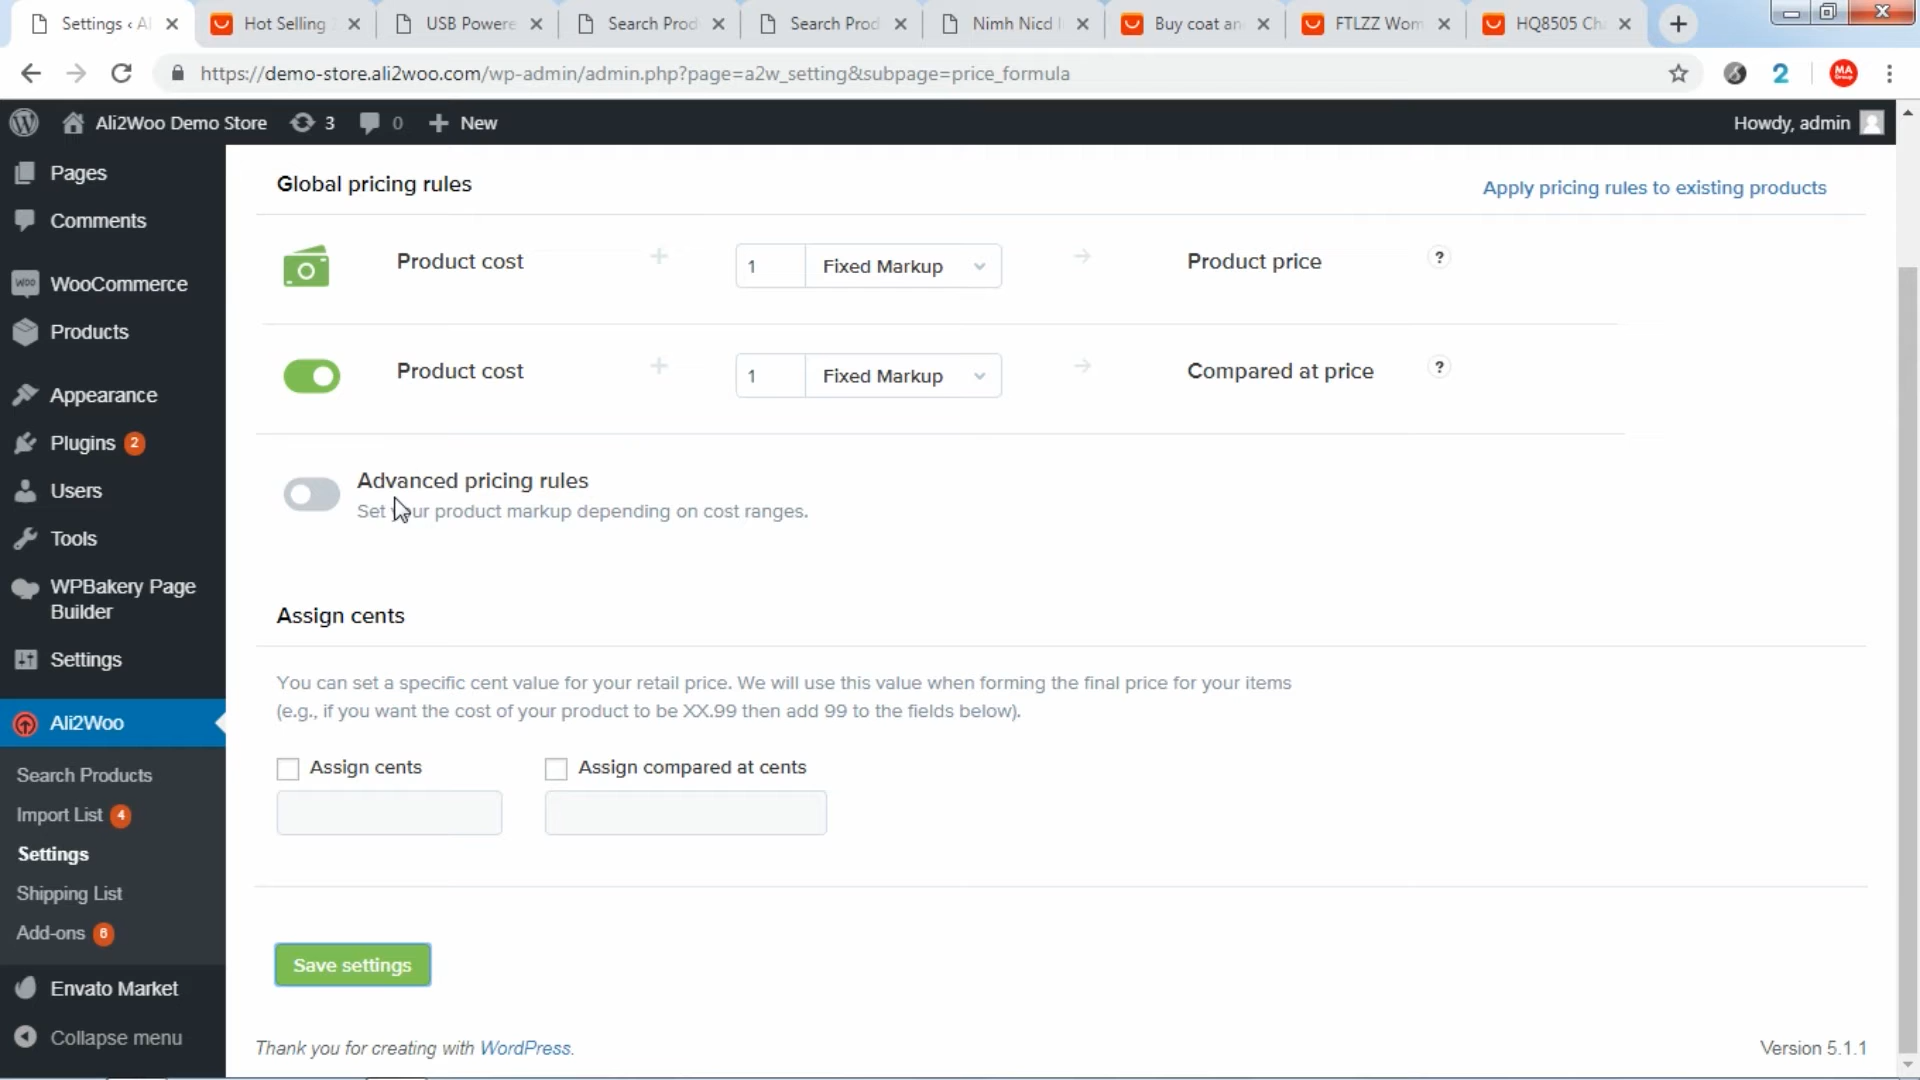 Settings ‹ Al
Hot Selling
USB Powere
Search Prod
Search Prod
Nimh Nicd
Buy coat an
FTLZZ Wom
HQ8505 Ch
https://demo-store.ali2woo.com/wp-admin/admin.php?page=a2w_setting&subpage=price_formula
2
MA
Group
Ali2Woo Demo Store
3
0
New
Howdy, admin
Pages
Comments
WooCommerce
Products
Appearance
Plugins 2
Users
Tools
WPBakery Page
Builder
Settings
Ali2Woo
Search Products
Import List 4
Settings
Shipping List
Add-ons 6
Envato Market
Collapse menu
Global pricing rules
Apply pricing rules to existing products
Product cost
1
Fixed Markup
Product price
?
Product cost
1
Fixed Markup
Compared at price
?
Advanced pricing rules
Set your product markup depending on cost ranges.
Assign cents
You can set a specific cent value for your retail price. We will use this value when forming the final price for your items
(e.g., if you want the cost of your product to be XX.99 then add 99 to the fields below).
Assign cents
Assign compared at cents
Save settings
Thank you for creating with WordPress.
Version 5.1.1